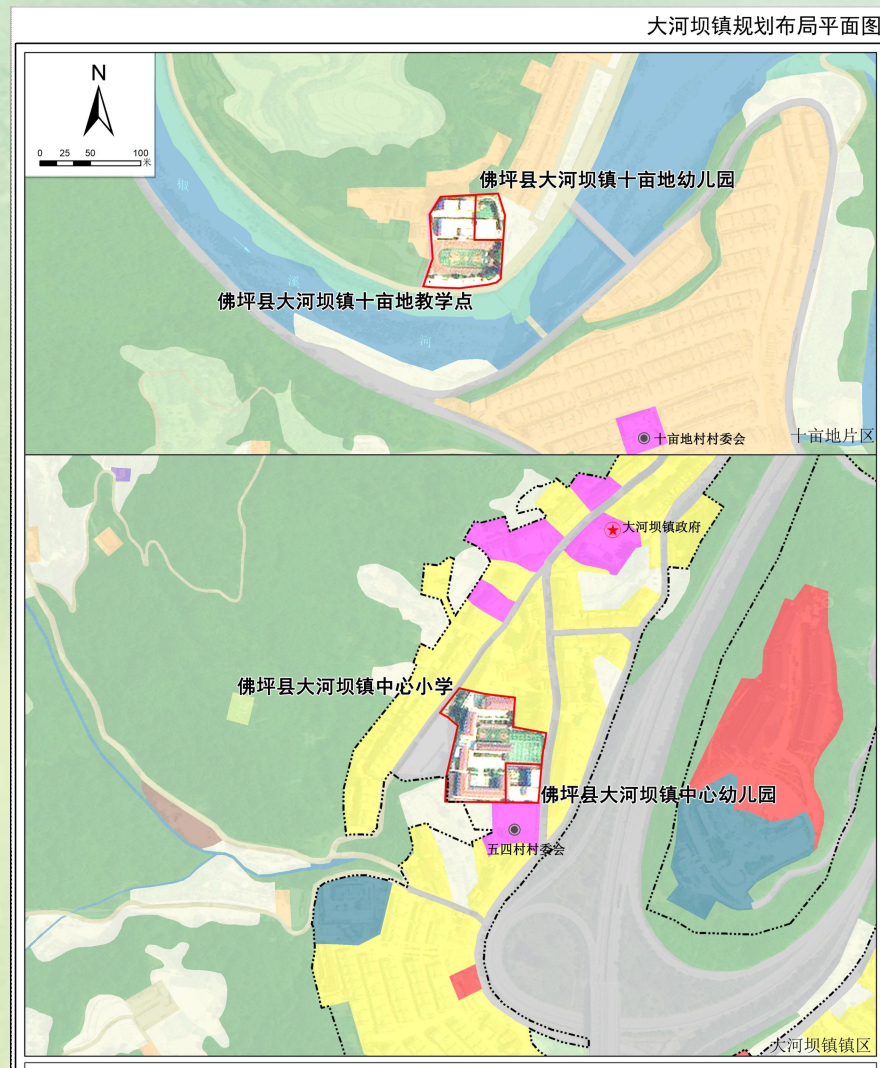 大河坝镇规划布局平面图
N
0 25 50 100
米
佛坪县大河坝镇十亩地幼儿园
椒
溪
河
佛坪县大河坝镇十亩地教学点
十亩地村村委会
十亩地片区
大河坝镇政府
佛坪县大河坝镇中心小学
佛坪县大河坝镇中心幼儿园
五四村村委会
大河坝镇镇区